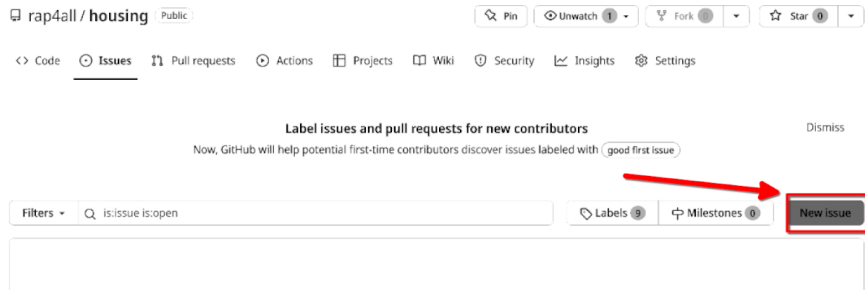 rap4all / housing Public Pin Unwatch 1 Fork 0 Star 0
Code Issues Pull requests Actions Projects Wiki Security Insights Settings
Label issues and pull requests for new contributors Dismiss
Now, GitHub will help potential first-time contributors discover issues labeled with good first issue
Filters is:issue is:open Labels 9 Milestones 0 New issue